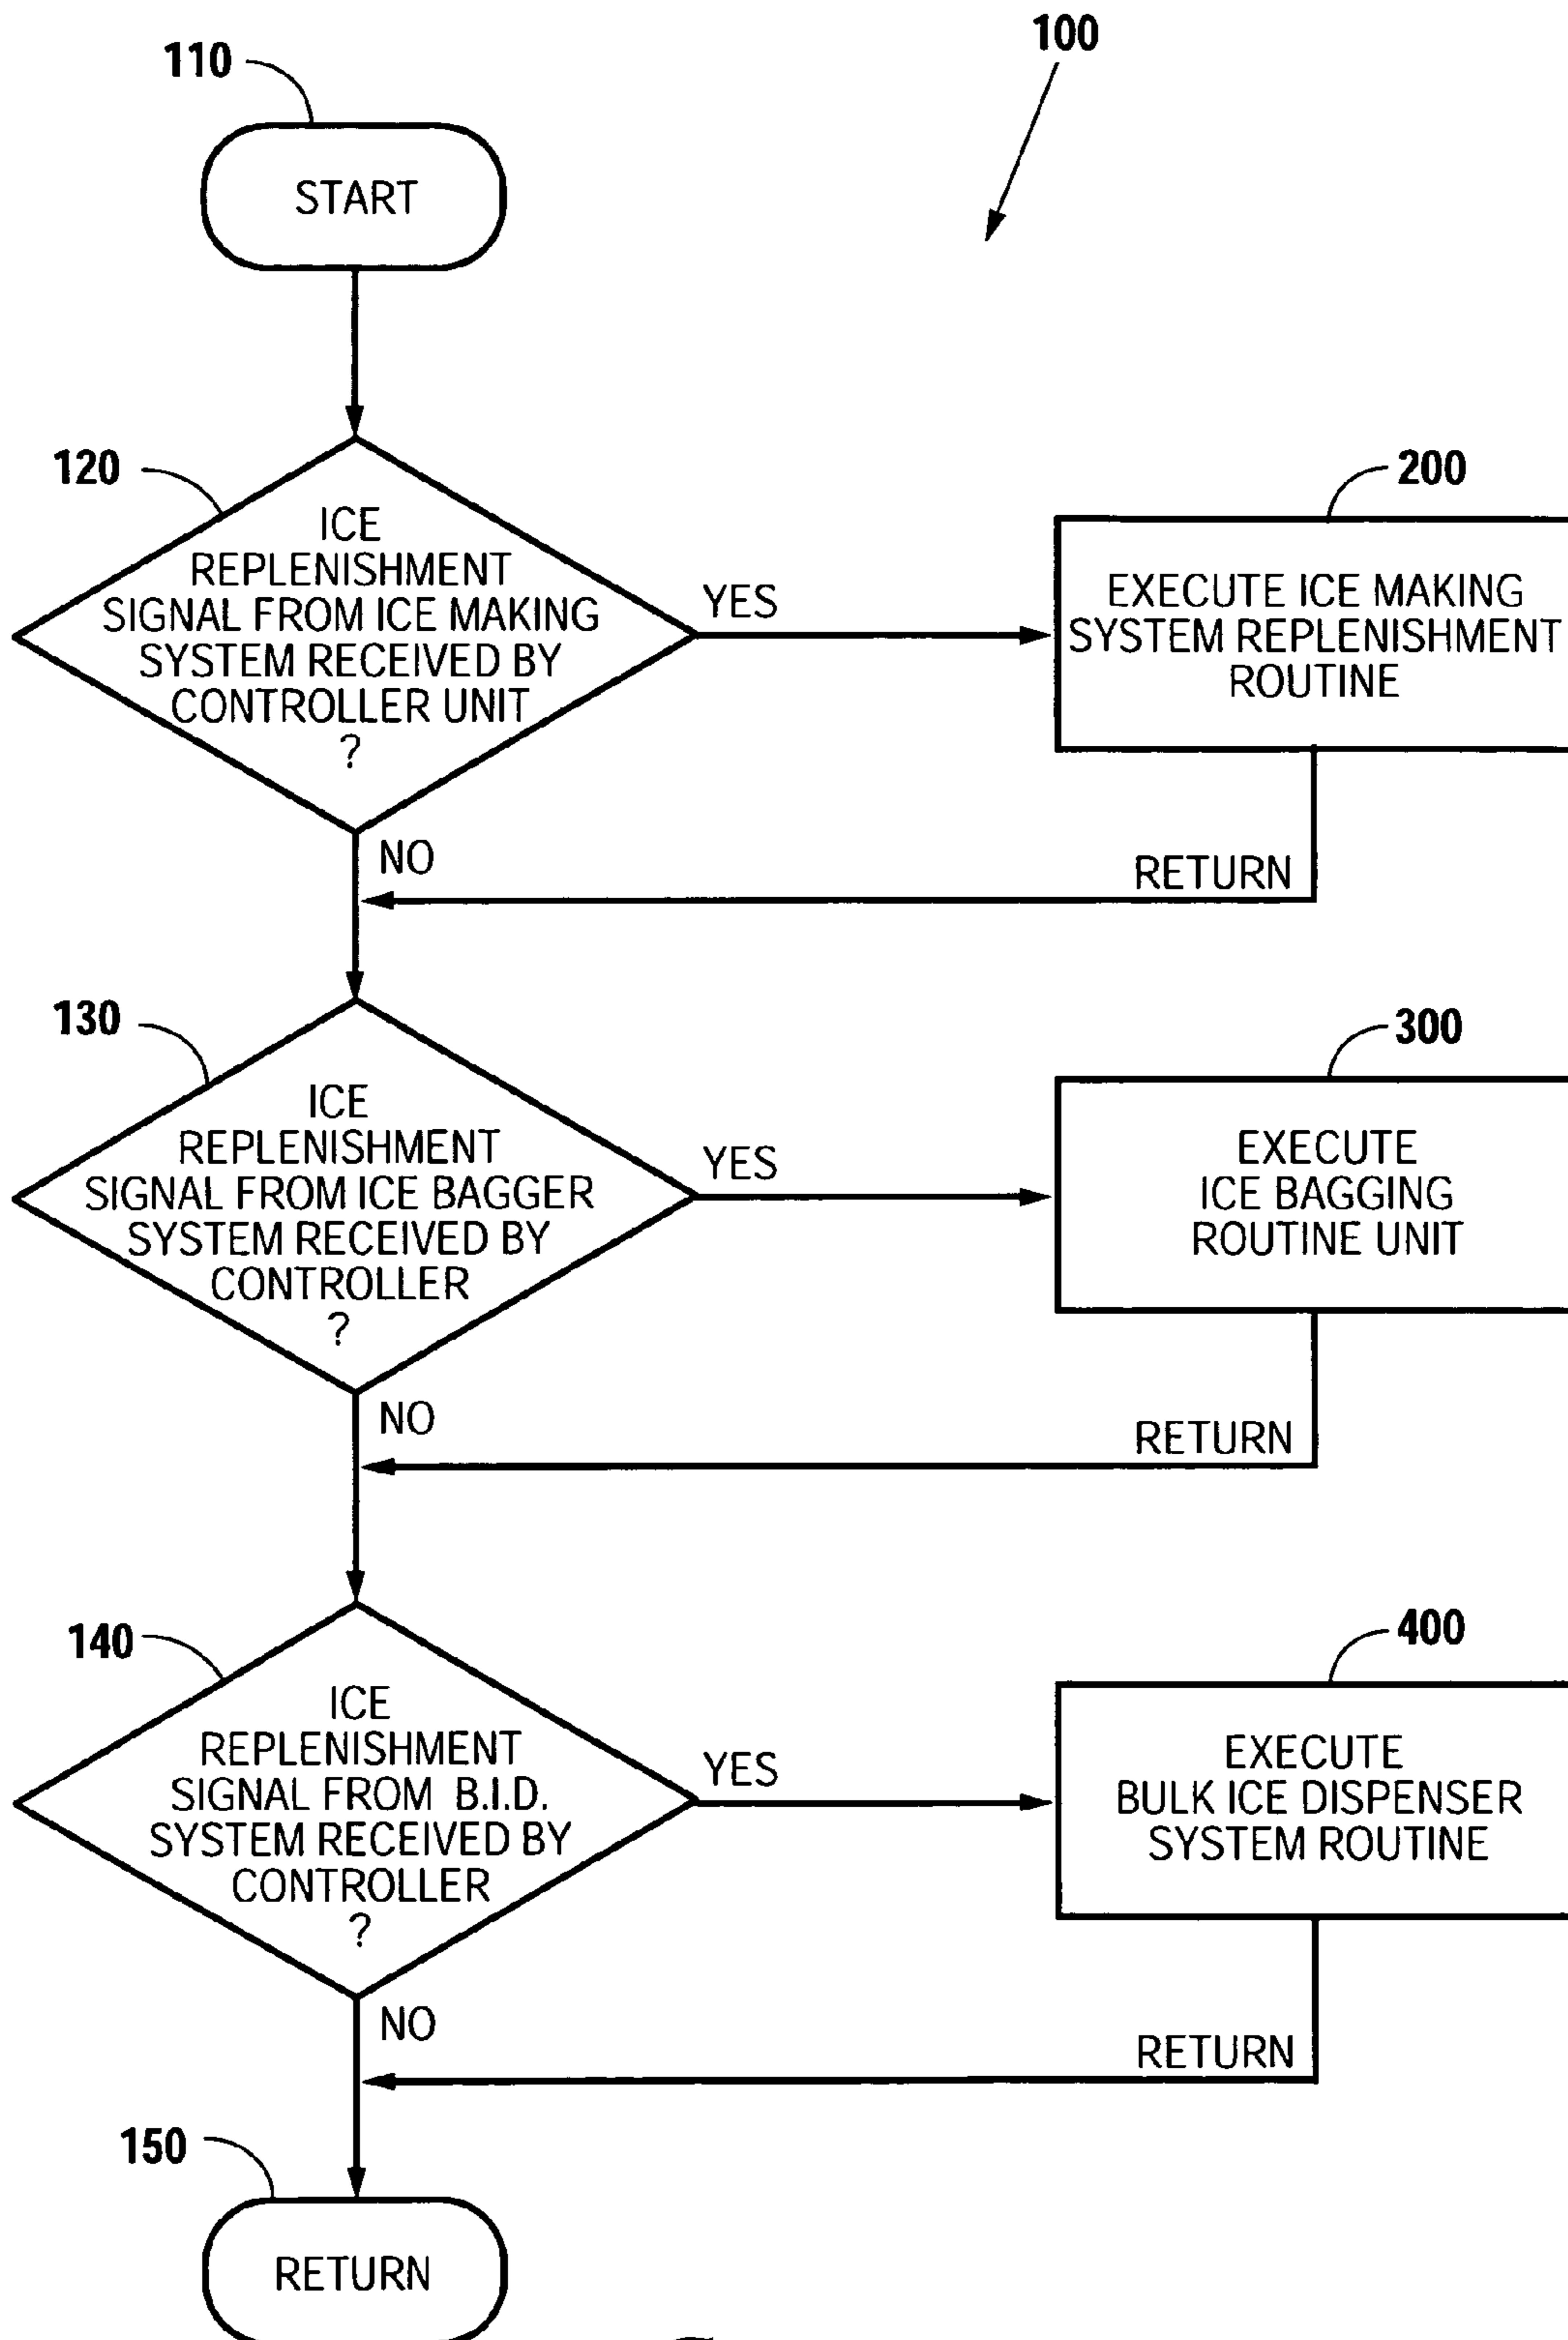 100
110
START
120
ICE
REPLENISHMENT
SIGNAL FROM ICE MAKING
SYSTEM RECEIVED BY
CONTROLLER UNIT
?
YES
200
EXECUTE ICE MAKING
SYSTEM REPLENISHMENT
ROUTINE
NO
RETURN
130
ICE
REPLENISHMENT
SIGNAL FROM ICE BAGGER
SYSTEM RECEIVED BY
CONTROLLER
?
YES
300
EXECUTE
ICE BAGGING
ROUTINE UNIT
NO
RETURN
140
ICE
REPLENISHMENT
SIGNAL FROM B.I.D.
SYSTEM RECEIVED BY
CONTROLLER
?
YES
400
EXECUTE
BULK ICE DISPENSER
SYSTEM ROUTINE
NO
RETURN
150
RETURN